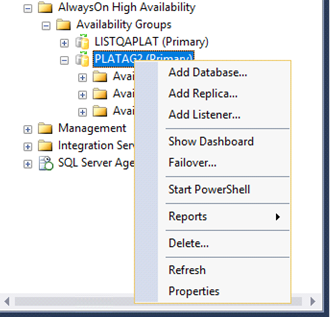 AlwaysOn High Availability
Availability Groups
LISTQAPLAT (Primary)
PLATAG2 (Primary)
Avai
Avai
Avai
Management
Integration Serv
SQL Server Age
Add Database...
Add Replica...
Add Listener...
Show Dashboard
Failover...
Start PowerShell
Reports
Delete...
Refresh
Properties